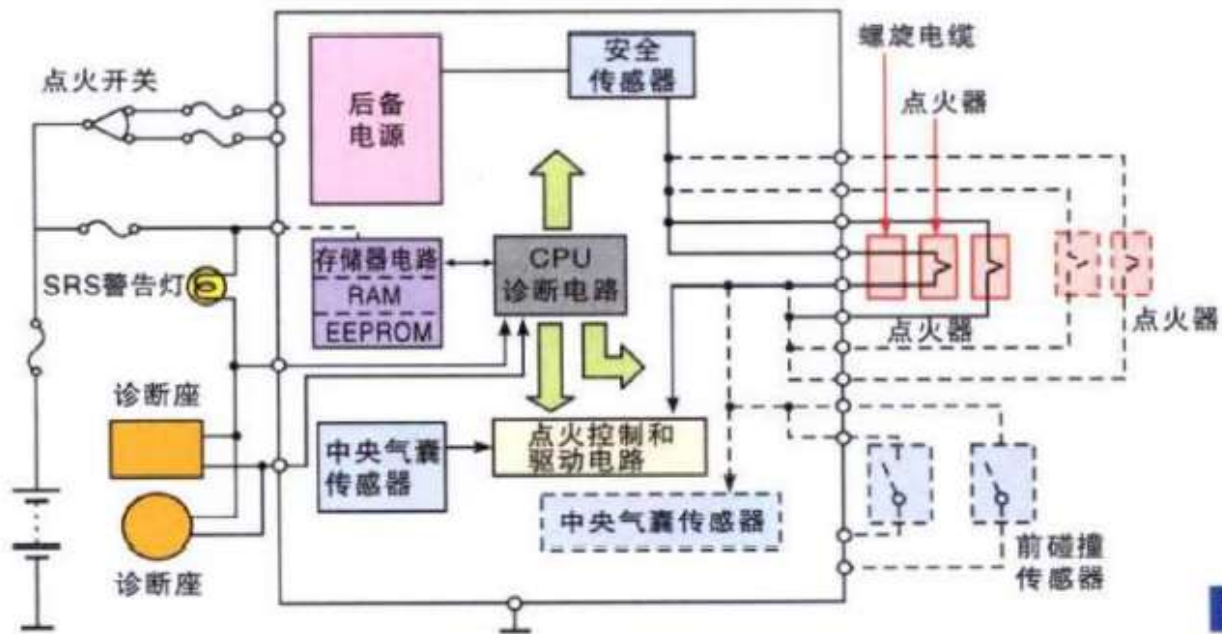 安全
传感器
螺旋电缆
点火开关
后备
电源
点火器
存储器电路
RAM
EEPROM
CPU
诊断电路
SRS警告灯
点火器
点火器
诊断座
中央气囊
传感器
点火控制和
驱动电路
中央气囊传感器
前碰撞
传感器
诊断座